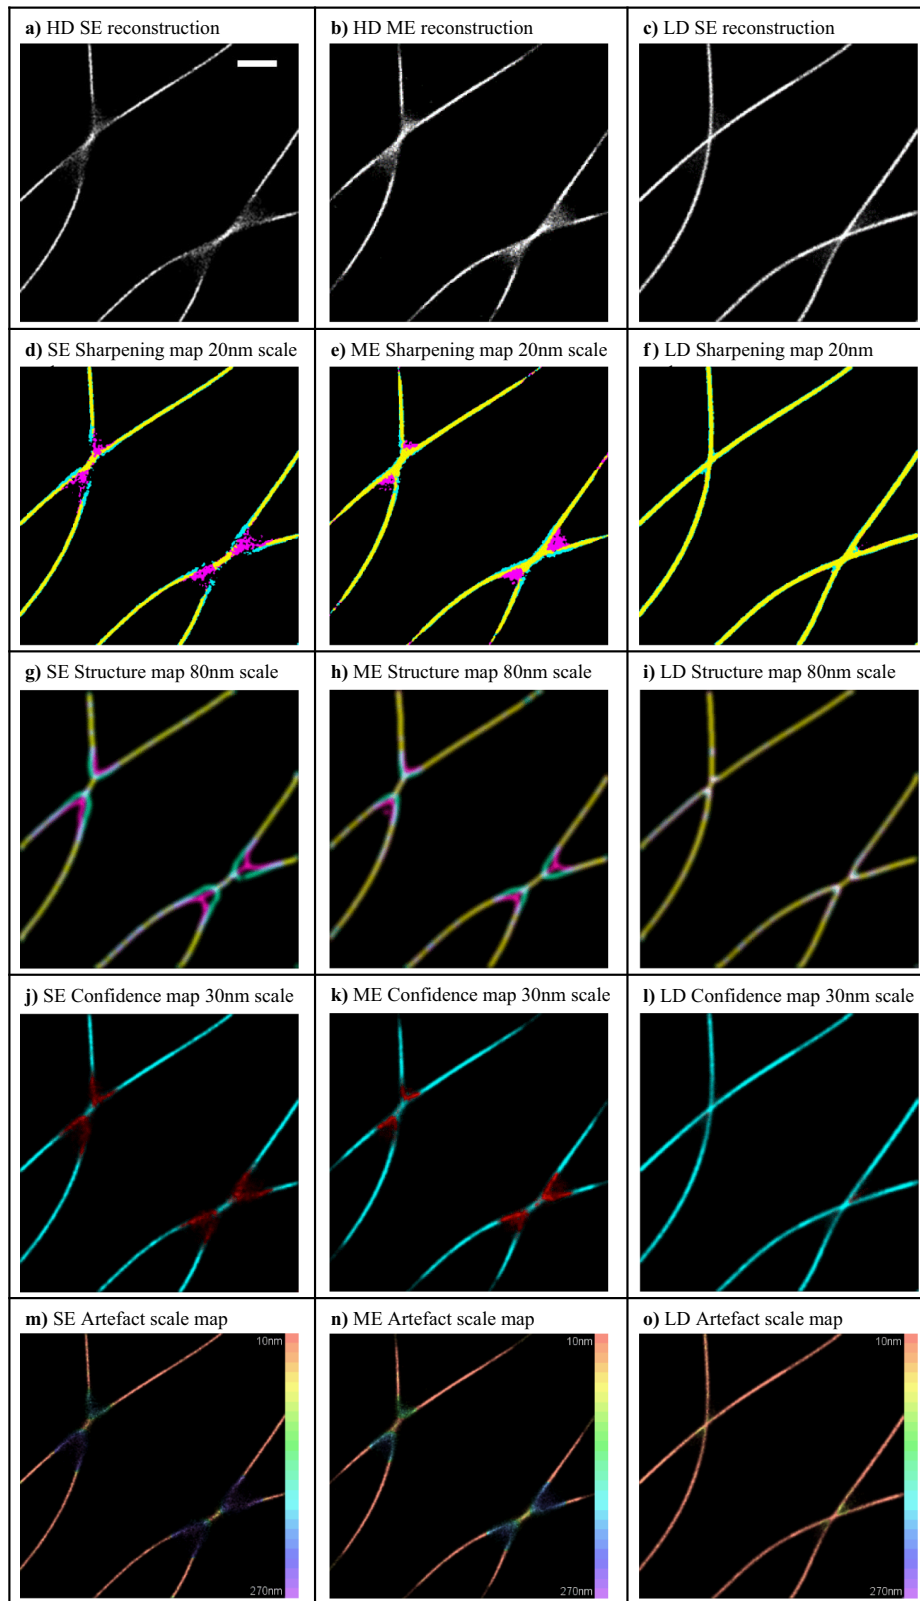 a) HD SE reconstruction
b) HD ME reconstruction
c) LD SE reconstruction
d) SE Sharpening map 20nm scale
e) ME Sharpening map 20nm scale
f) LD Sharpening map 20nm
g) SE Structure map 80nm scale
h) ME Structure map 80nm scale
i) LD Structure map 80nm scale
j) SE Confidence map 30nm scale
k) ME Confidence map 30nm scale
l) LD Confidence map 30nm scale
m) SE Artefact scale map
n) ME Artefact scale map
o) LD Artefact scale map
10nm
10nm
10nm
270nm
270nm
270nm